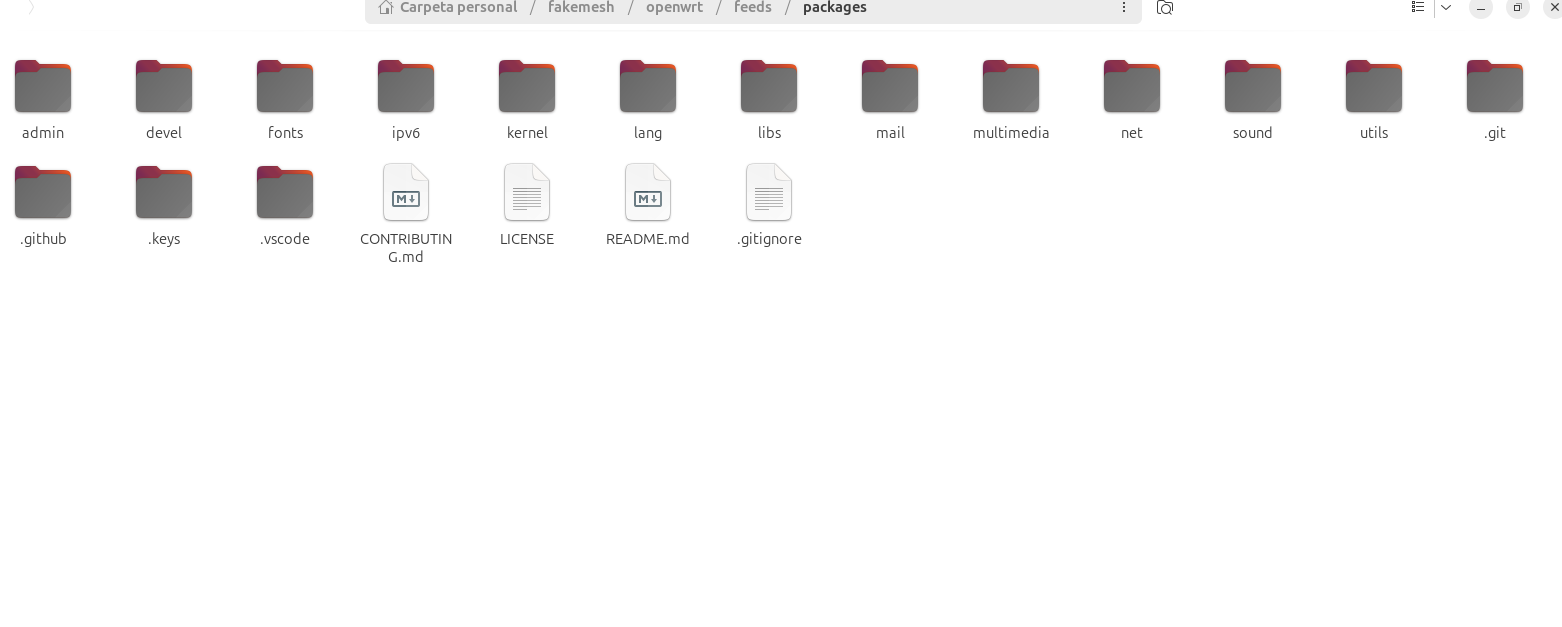 Carpeta personal / fakemesh / openwrt / feeds / packages
admin devel fonts ipv6 kernel lang libs mail multimedia net sound utils .git
.github .keys .vscode CONTRIBUTIN LICENSE README.md .gitignore
G.md